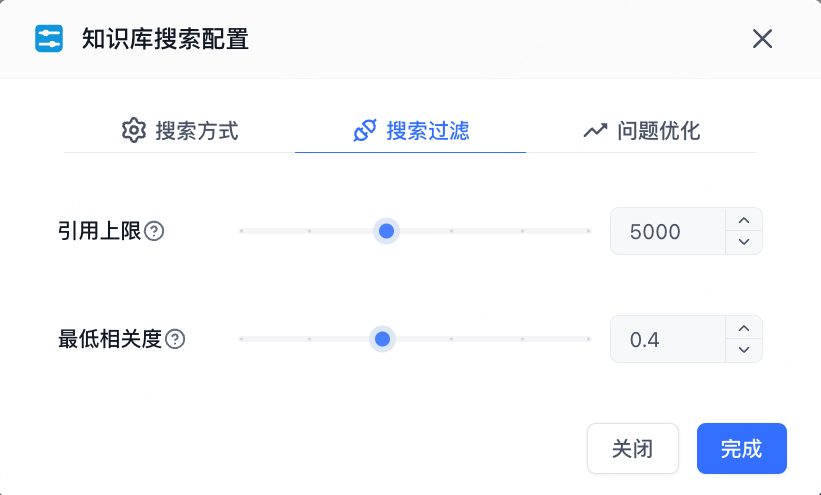 知识库搜索配置
搜索方式 搜索过滤 问题优化
引用上限 5000
最低相关度 0.4
关闭 完成